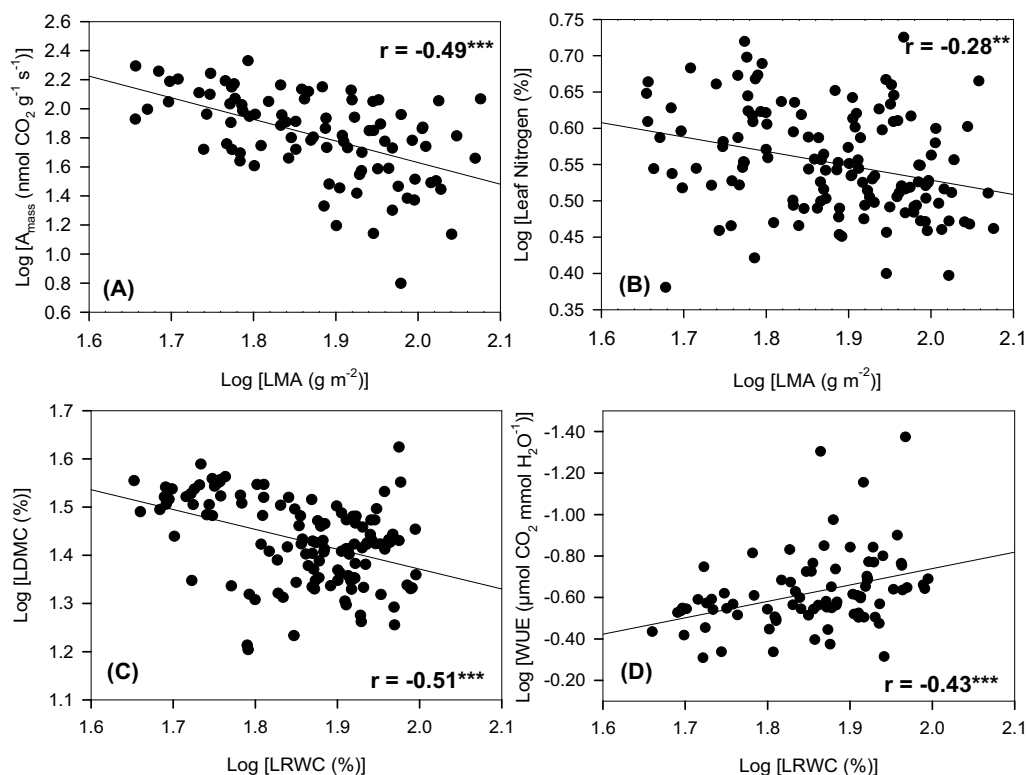 2.6
2.4
2.2
2.0
1.8
1.6
1.4
1.2
1.0
0.8
0.6
Log [A_mass (nmol CO₂ g⁻¹ s⁻¹)]
r = -0.49***
(A)
1.6 1.7 1.8 1.9 2.0 2.1
Log [LMA (g m⁻²)]
0.75
0.70
0.65
0.60
0.55
0.50
0.45
0.40
0.35
Log [Leaf Nitrogen (%)]
r = -0.28**
(B)
1.6 1.7 1.8 1.9 2.0 2.1
Log [LMA (g m⁻²)]
1.7
1.6
1.5
1.4
1.3
1.2
1.1
Log [LDMC (%)]
(C)
r = -0.51***
1.6 1.7 1.8 1.9 2.0 2.1
Log [LRWC (%)]
-1.40
-1.20
-1.00
-0.80
-0.60
-0.40
-0.20
Log [WUE (µmol CO₂ mmol H₂O⁻¹)]
(D)
r = -0.43***
1.6 1.7 1.8 1.9 2.0 2.1
Log [LRWC (%)]